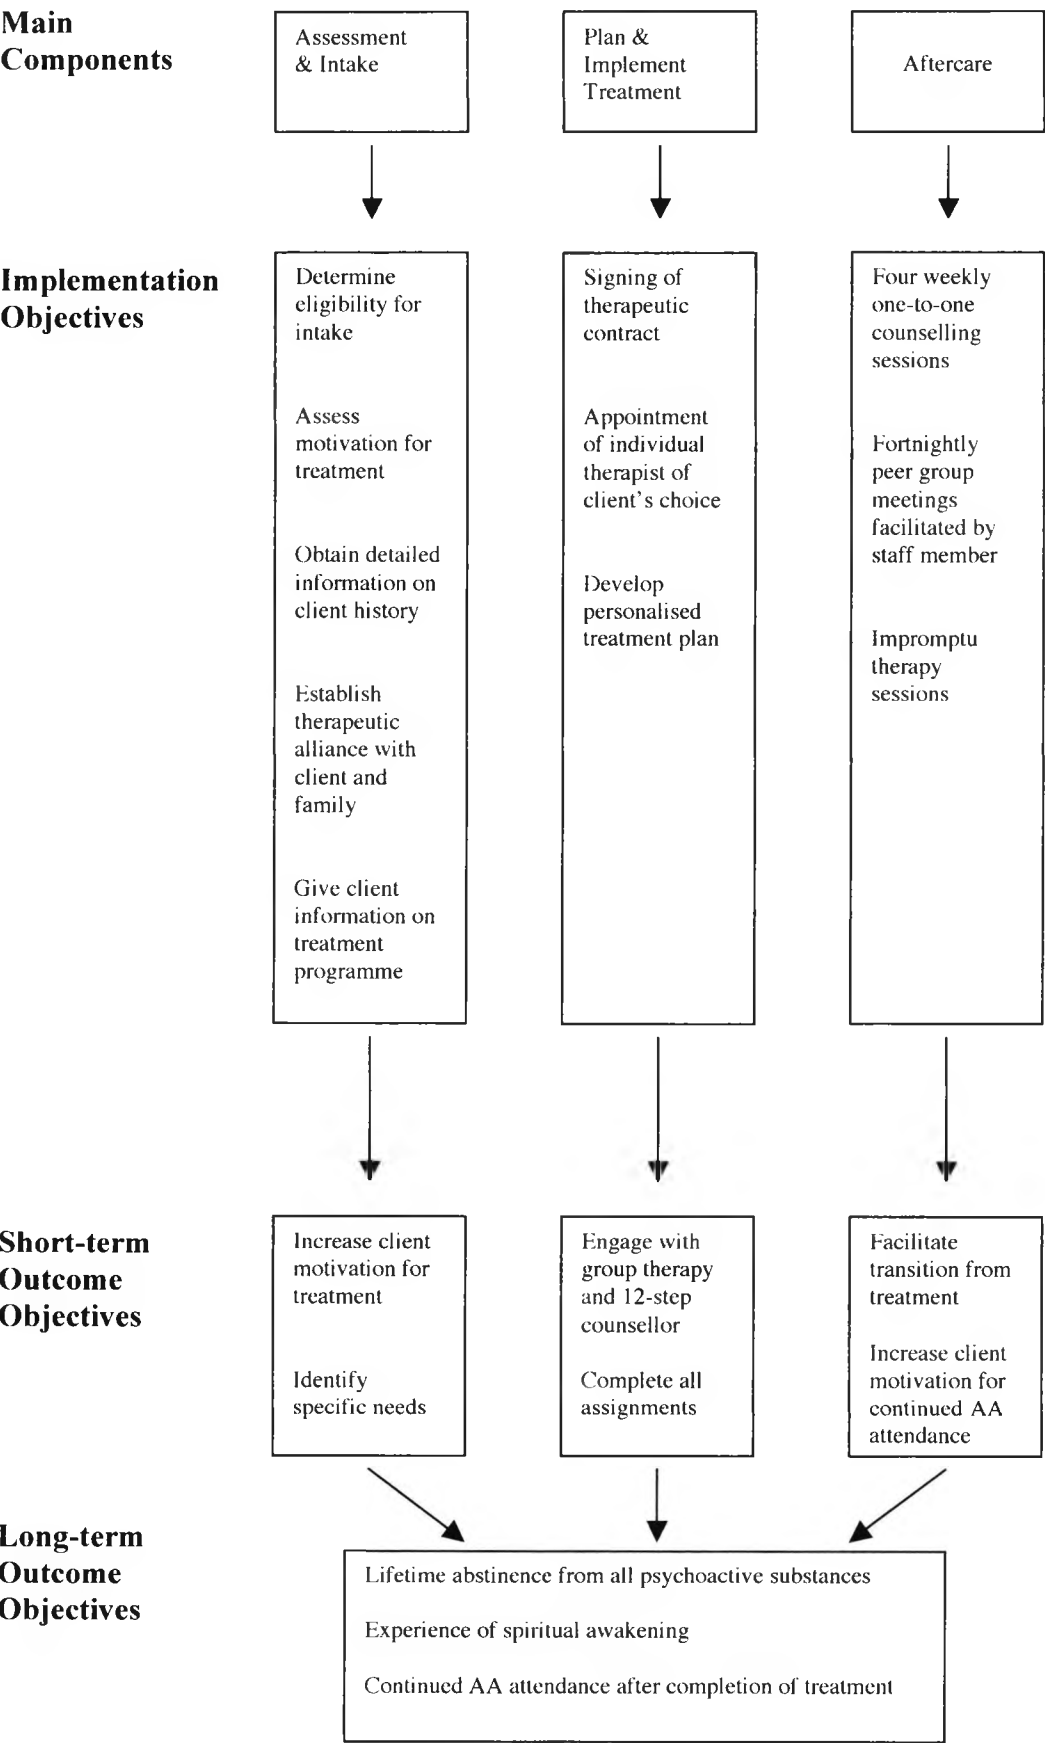 Main
Components
Assessment
& Intake
Plan &
Implement
Treatment
Aftercare
Implementation
Objectives
Determine
eligibility for
intake
Assess
motivation for
treatment
Obtain detailed
information on
client history
Establish
therapeutic
alliance with
client and
family
Give client
information on
treatment
programme
Signing of
therapeutic
contract
Appointment
of individual
therapist of
client's choice
Develop
personalised
treatment plan
Four weekly
one-to-one
counselling
sessions
Fortnightly
peer group
meetings
facilitated by
staff member
Impromptu
therapy
sessions
Short-term
Outcome
Objectives
Increase client
motivation for
treatment
Identify
specific needs
Engage with
group therapy
and 12-step
counsellor
Complete all
assignments
Facilitate
transition from
treatment
Increase client
motivation for
continued AA
attendance
Long-term
Outcome
Objectives
Lifetime abstinence from all psychoactive substances
Experience of spiritual awakening
Continued AA attendance after completion of treatment